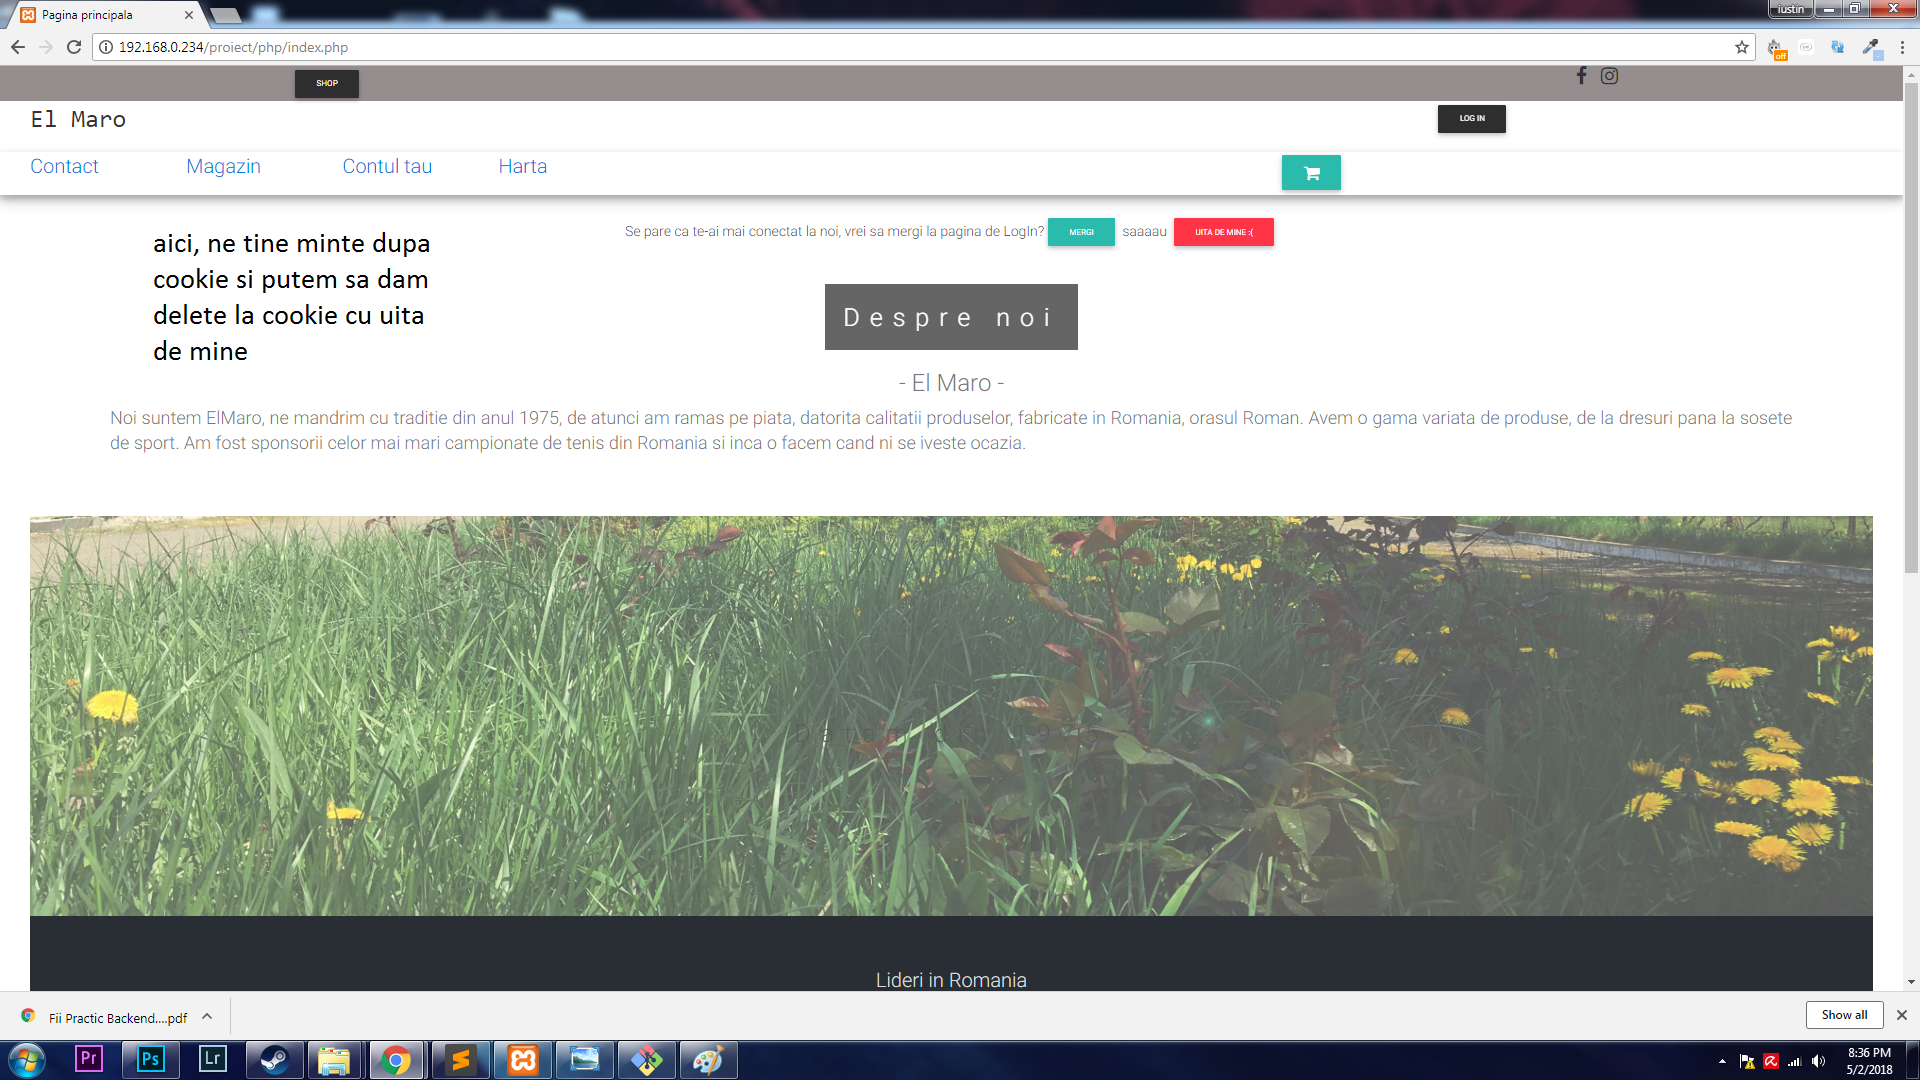 Pagina principala
iustin
192.168.0.234/proiect/php/index.php
off
SHOP
El Maro
LOG IN
Contact Magazin Contul tau Harta
Se pare ca te-ai mai conectat la noi, vrei sa mergi la pagina de LogIn? MERGI saaaau UITA DE MINE :(
aici, ne tine minte dupa
cookie si putem sa dam
delete la cookie cu uita
de mine
Despre noi
- El Maro -
Noi suntem ElMaro, ne mandrim cu traditie din anul 1975, de atunci am ramas pe piata, datorita calitatii produselor, fabricate in Romania, orasul Roman. Avem o gama variata de produse, de la dresuri pana la sosete
de sport. Am fost sponsorii celor mai mari campionate de tenis din Romania si inca o facem cand ni se iveste ocazia.
Lideri in Romania
Fii Practic Backend....pdf
Show all
Pr Ps Lr
8:36 PM
5/2/2018